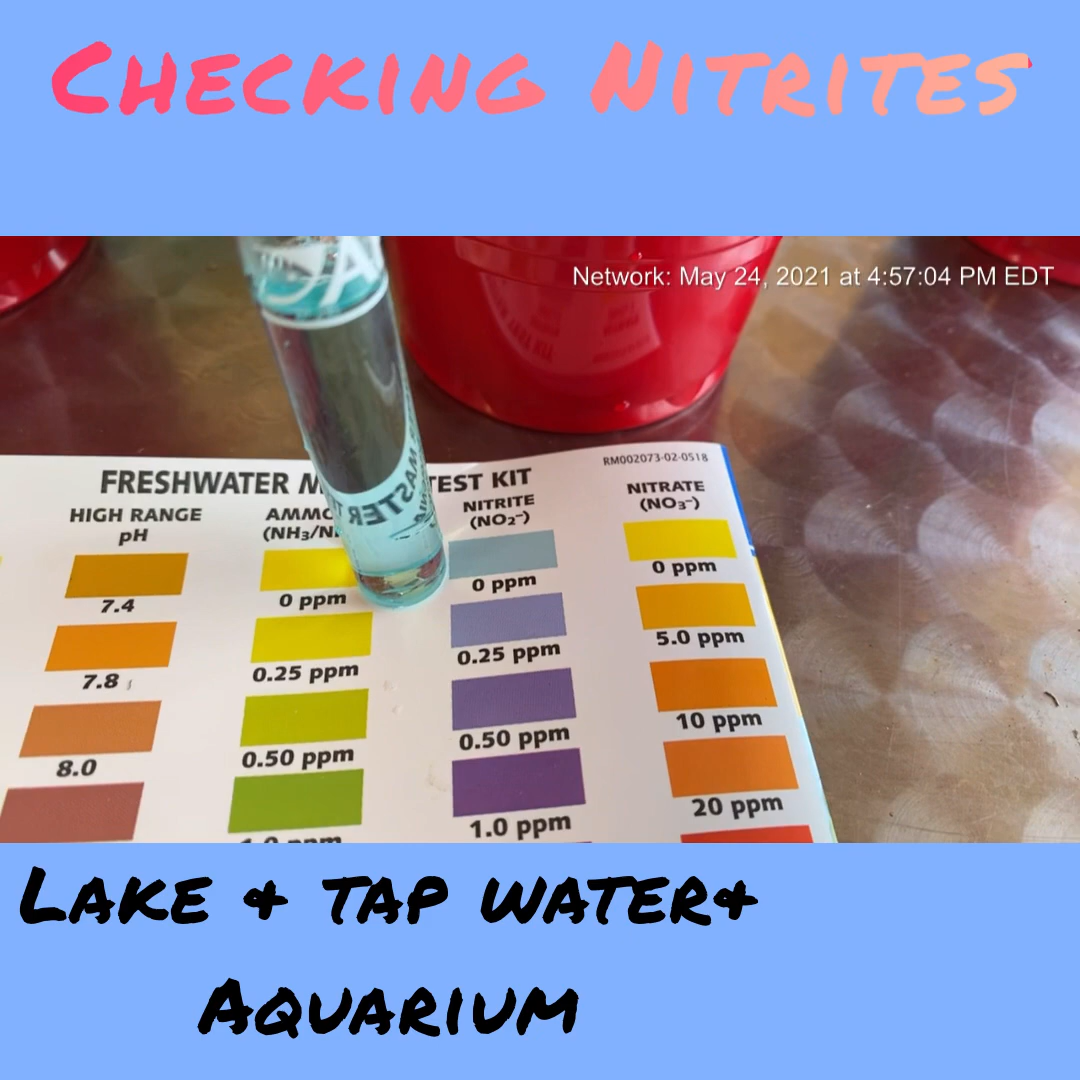 CHECKING NITRITES
Network: May 24, 2021 at 4:57:04 PM EDT
RM002073-02-0518
FRESHWATER TEST KIT
HIGH RANGE
pH
NITRITE
(NO₂⁻)
NITRATE
(NO₃⁻)
7.4
0 ppm
0 ppm
0 ppm
7.8
0.25 ppm
0.25 ppm
5.0 ppm
8.0
0.50 ppm
0.50 ppm
10 ppm
1.0 ppm
1.0 ppm
20 ppm
LAKE & TAP WATER&
AQUARIUM